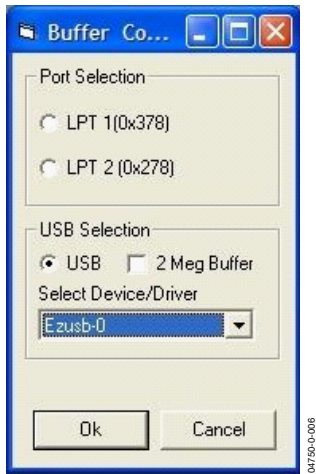 Buffer Co...
Port Selection
LPT 1(0x378)
LPT 2 (0x278)
USB Selection
USB 2 Meg Buffer
Select Device/Driver
Ezusb-0
Ok Cancel
04750-0-006